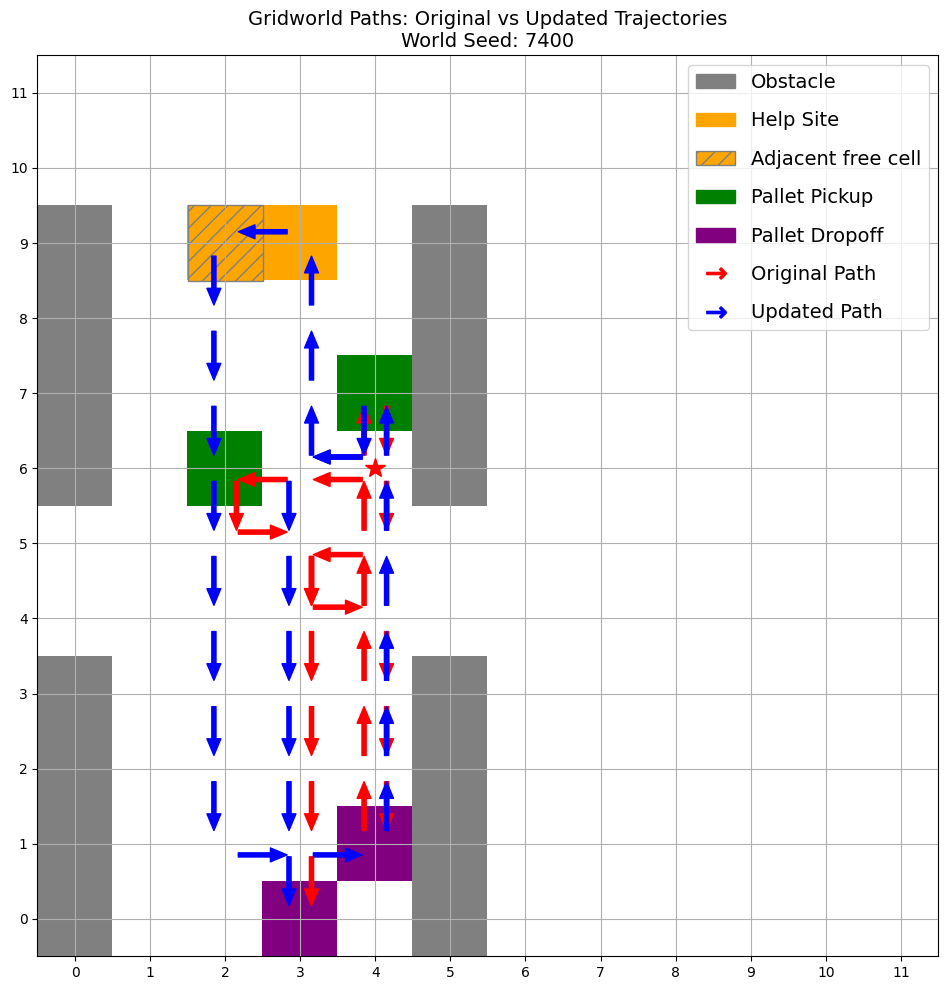 Gridworld Paths: Original vs Updated Trajectories
World Seed: 7400
Obstacle
Help Site
Adjacent free cell
Pallet Pickup
Pallet Dropoff
Original Path
Updated Path
11
10
9
8
7
6
5
4
3
2
1
0
0 1 2 3 4 5 6 7 8 9 10 11